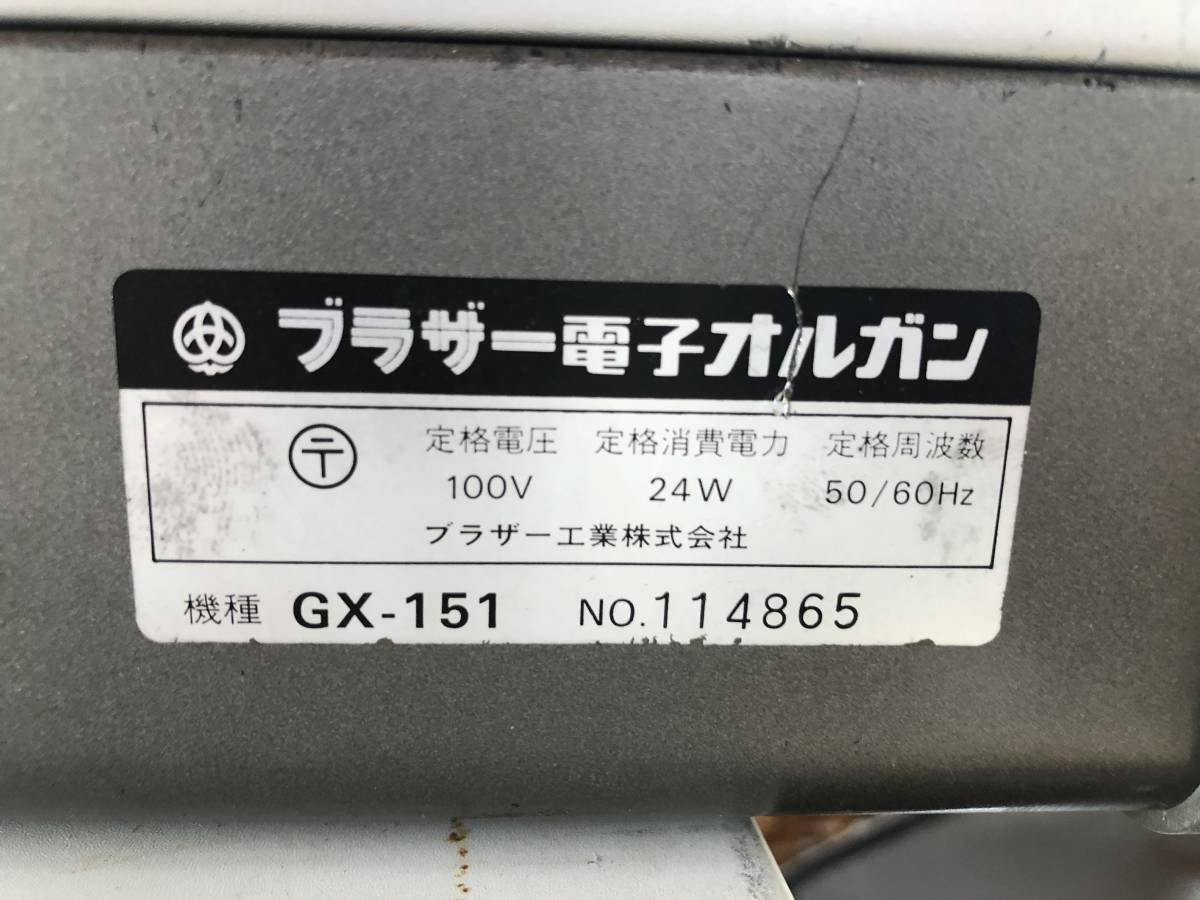 ブラザー電子オルガン
〒 定格電圧 定格消費電力 定格周波数
100V 24W 50/60Hz
ブラザー工業株式会社
機種 GX-151 NO.114865